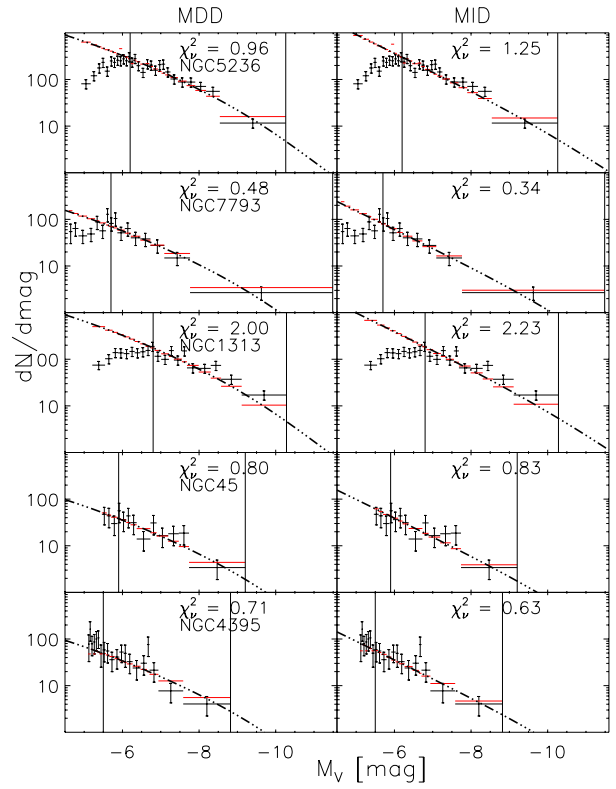 MDD MID
χ²ν = 0.96
NGC5236
χ²ν = 1.25
100
10
χ²ν = 0.48
NGC7793
χ²ν = 0.34
100
10
χ²ν = 2.00
NGC1313
χ²ν = 2.23
100
10
χ²ν = 0.80
NGC45
χ²ν = 0.83
100
10
χ²ν = 0.71
NGC4395
χ²ν = 0.63
100
10
dN/dmag
−6 −8 −10 −6 −8 −10
MV [mag]